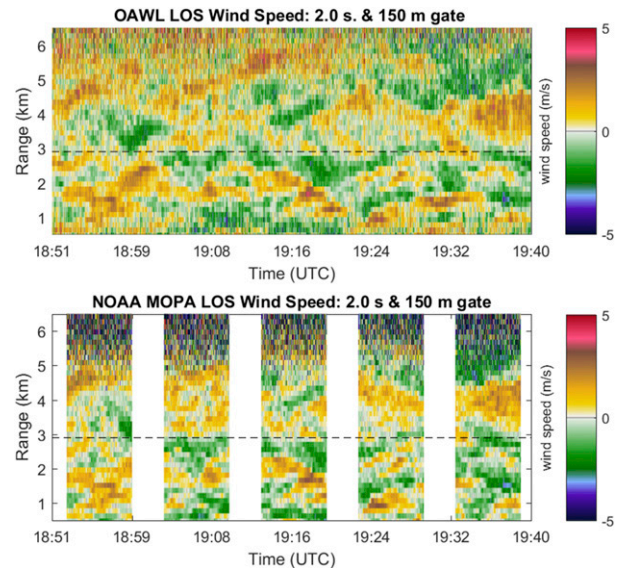 OAWL LOS Wind Speed: 2.0 s. & 150 m gate
Range (km)
6
5
4
3
2
1
18:51 18:59 19:08 19:16 19:24 19:32 19:40
Time (UTC)
5
0
-5
wind speed (m/s)
NOAA MOPA LOS Wind Speed: 2.0 s & 150 m gate
Range (km)
6
5
4
3
2
1
18:51 18:59 19:08 19:16 19:24 19:32 19:40
Time (UTC)
5
0
-5
wind speed (m/s)